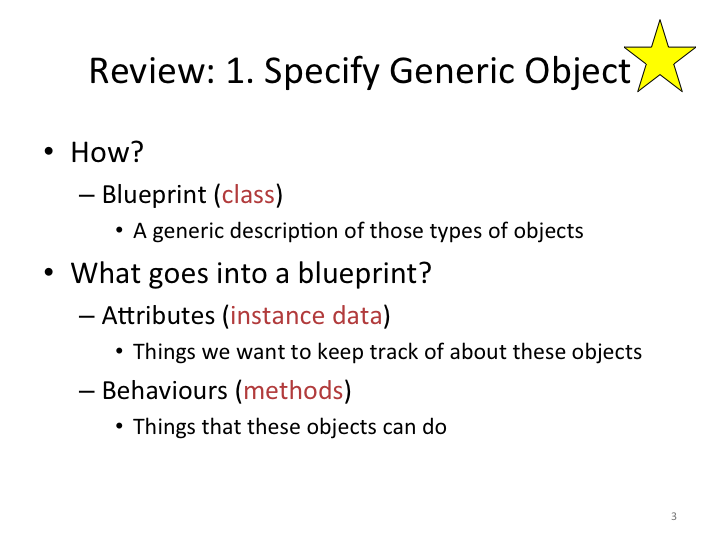 Review: 1. Specify Generic Object
• How?
– Blueprint (class)
• A generic description of those types of objects
• What goes into a blueprint?
– Attributes (instance data)
• Things we want to keep track of about these objects
– Behaviours (methods)
• Things that these objects can do
3